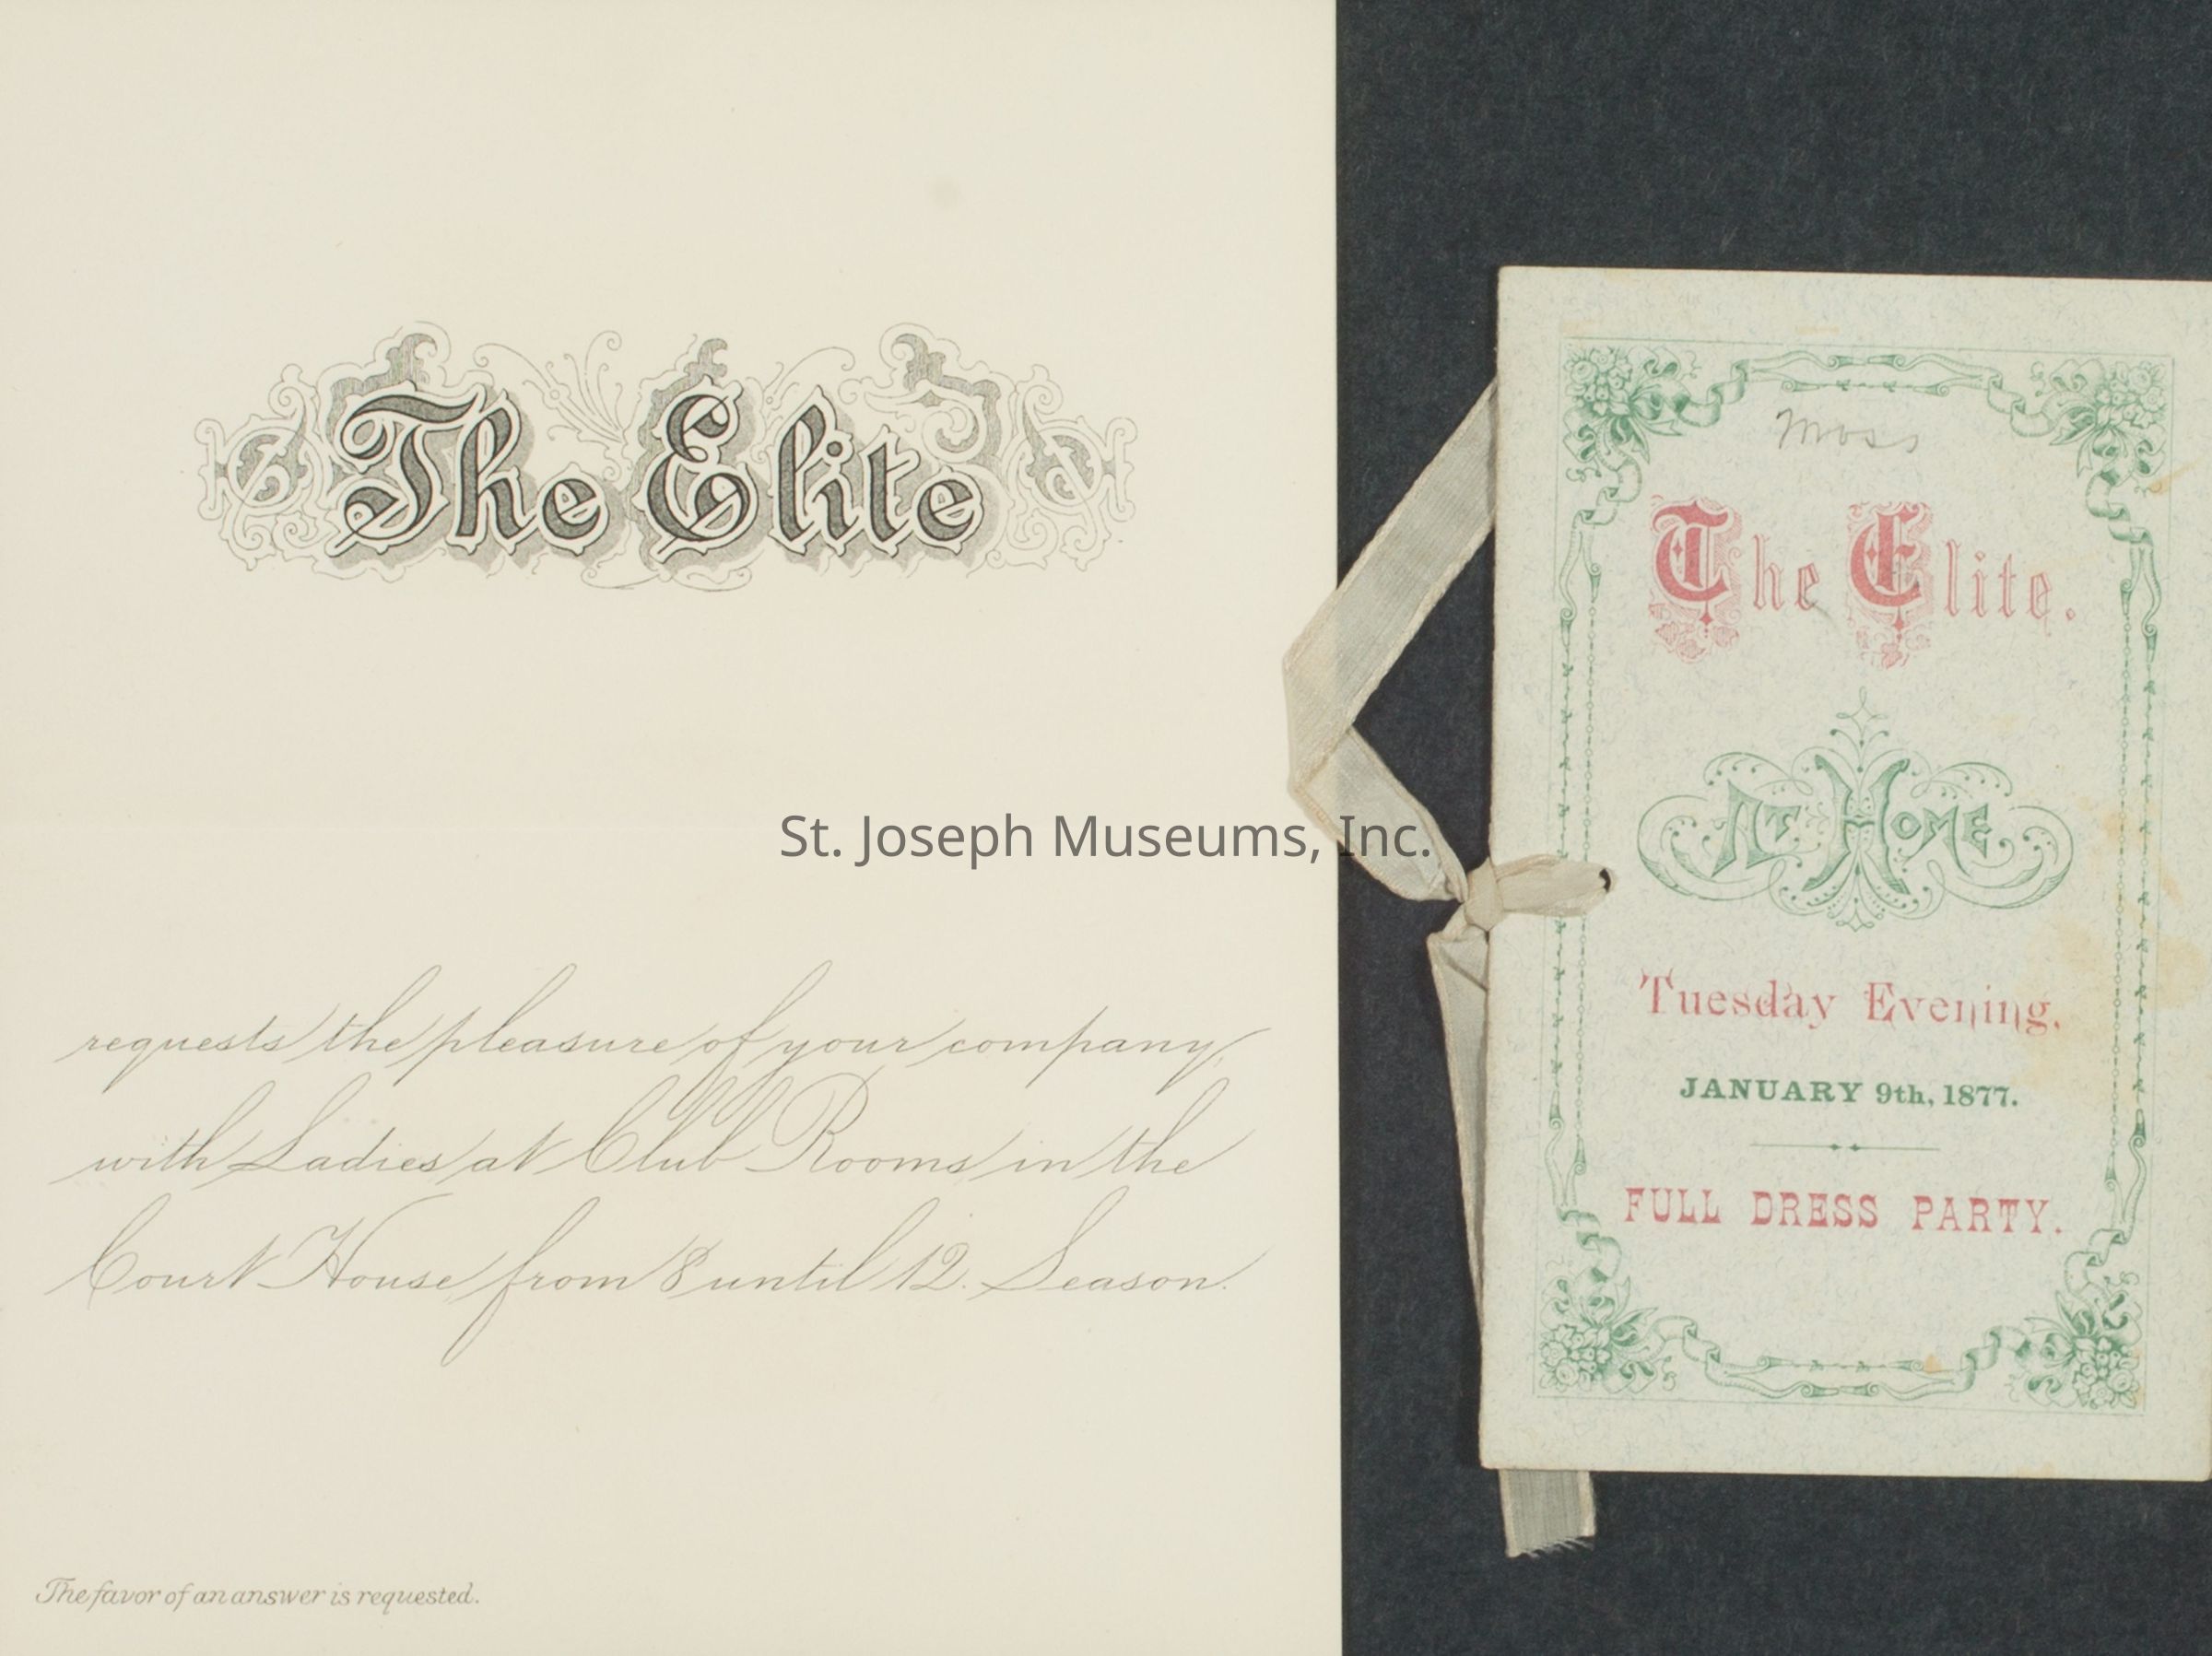 The Elite
requests the pleasure of your company,
with Ladies at Club Rooms in the
Court House from 8 until 12. Season.
The favor of an answer is requested.
St. Joseph Museums, Inc.
Moss
The Elite.
At Home
Tuesday Evening,
JANUARY 9th, 1877.
FULL DRESS PARTY.